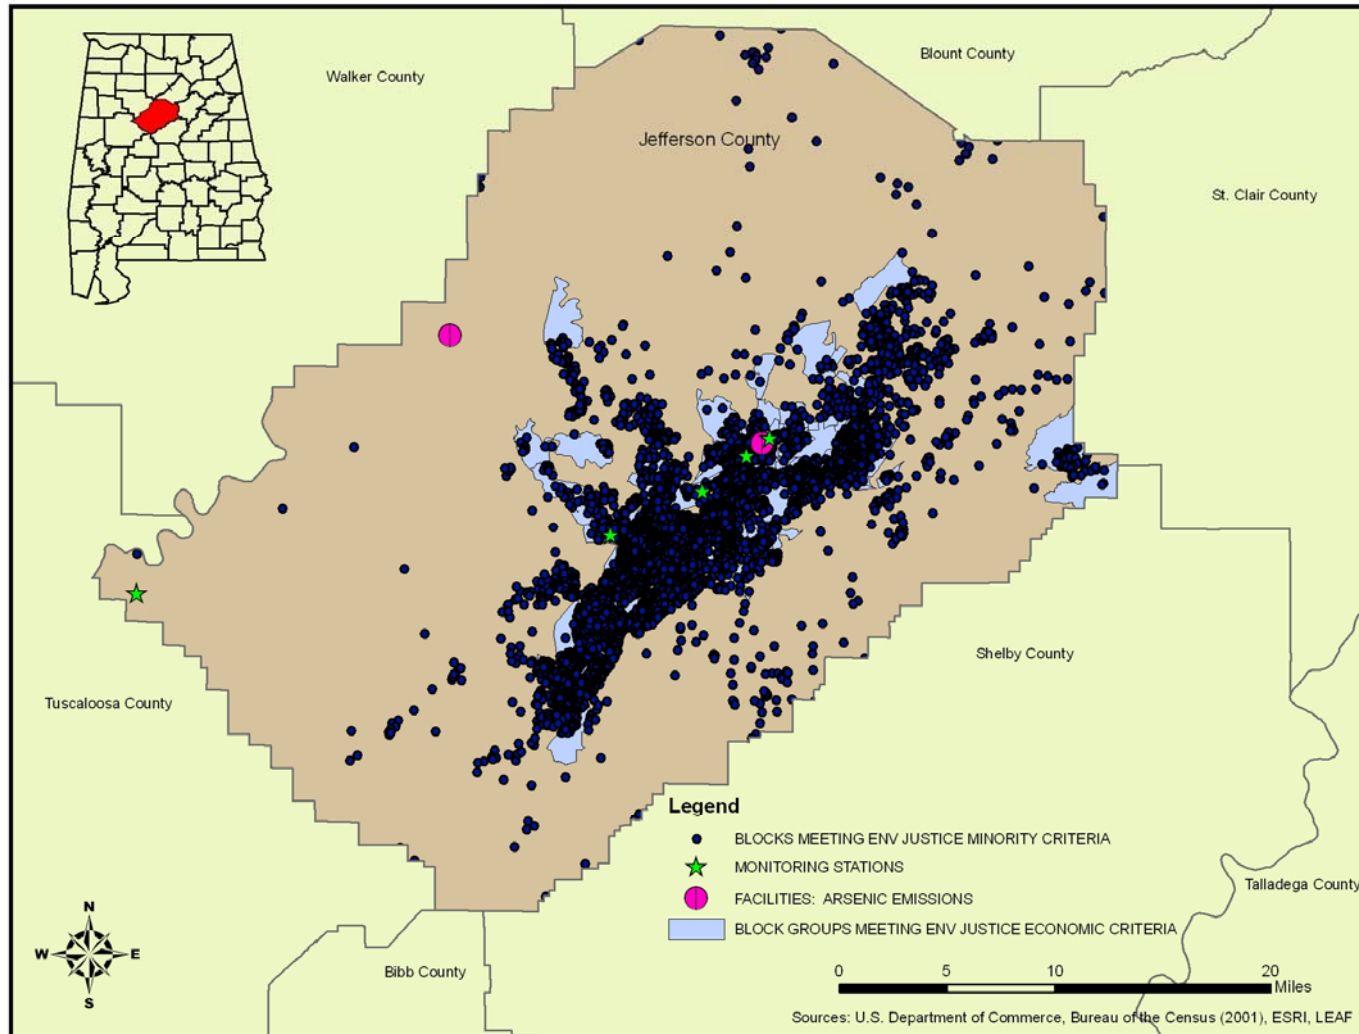 Blount County
Walker County
Jefferson County
St. Clair County
Shelby County
Tuscaloosa County
Legend
BLOCKS MEETING ENV JUSTICE MINORITY CRITERIA
MONITORING STATIONS
Talladega County
FACILITIES: ARSENIC EMISSIONS
BLOCK GROUPS MEETING ENV JUSTICE ECONOMIC CRITERIA
N
W E
S
Bibb County
0 5 10 20
Miles
Sources: U.S. Department of Commerce, Bureau of the Census (2001), ESRI, LEAF